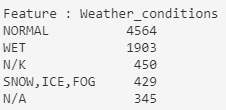 Feature : Weather_conditions
NORMAL 4564
WET 1903
N/K 450
SNOW,ICE,FOG 429
N/A 345